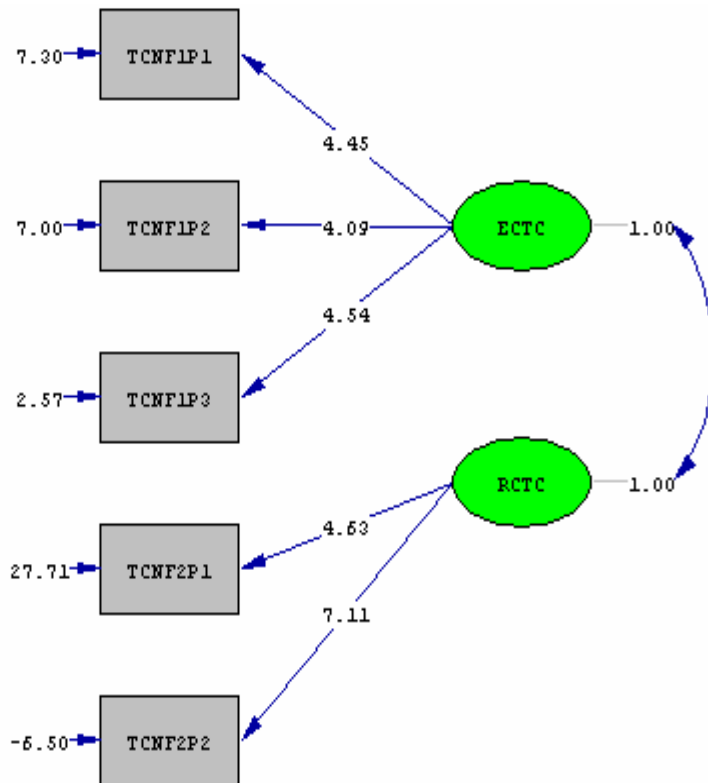 7.30 TCNF1P1
4.45
7.00 TCNF1P2 4.09 ECTC 1.00
4.54
2.57 TCNF1P3
RCTC 1.00
4.63
27.71 TCNF2P1
7.11
-6.50 TCNF2P2